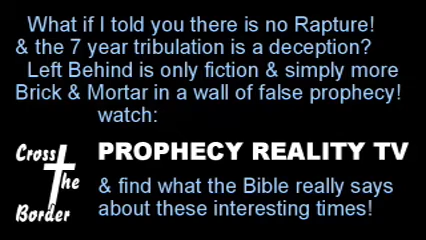 What if I told you there is no Rapture!
& the 7 year tribulation is a deception?
Left Behind is only fiction & simply more
Brick & Mortar in a wall of false prophecy!
watch:
Cross
the
Border
PROPHECY REALITY TV
& find what the Bible really says
about these interesting times!